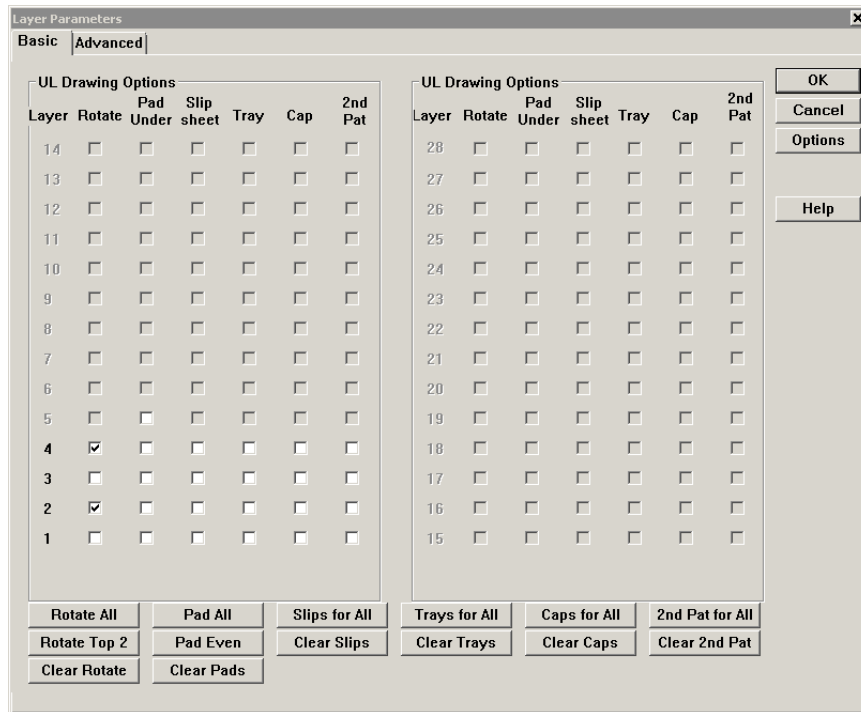 Layer Parameters
Basic Advanced
UL Drawing Options
Layer Rotate Pad Under Slip sheet Tray Cap 2nd Pat
14
13
12
11
10
9
8
7
6
5
4
3
2
1
UL Drawing Options
Layer Rotate Pad Under Slip sheet Tray Cap 2nd Pat
28
27
26
25
24
23
22
21
20
19
18
17
16
15
OK
Cancel
Options
Help
Rotate All Pad All Slips for All Trays for All Caps for All 2nd Pat for All
Rotate Top 2 Pad Even Clear Slips Clear Trays Clear Caps Clear 2nd Pat
Clear Rotate Clear Pads